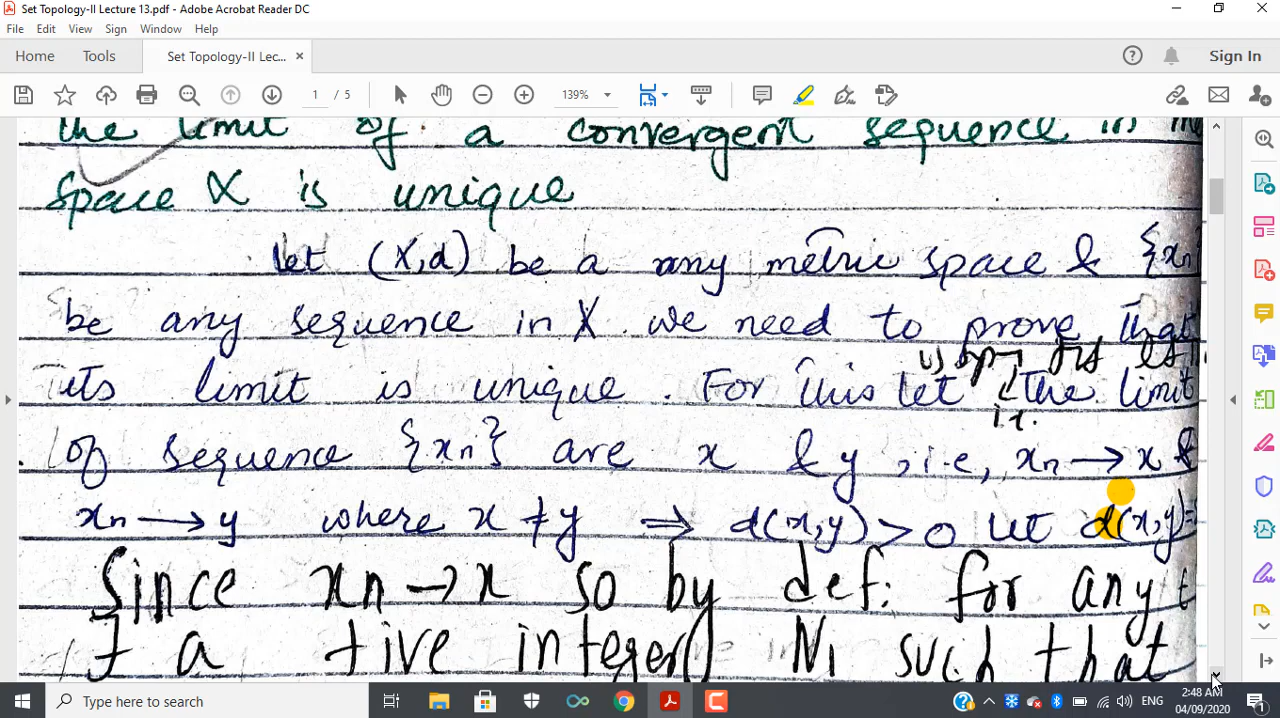 Set Topology-II Lecture 13.pdf - Adobe Acrobat Reader DC
File Edit View Sign Window Help
Home Tools Set Topology-II Lec... × Sign In
1 / 5 139%
the limit of a convergent sequence in me
space X is unique
let (X,d) be a any metric space & {xn
be any sequence in X. we need to prove That
its limit is unique. For This let The limit
of sequence {xn} are x & y, i.e, xn → x &
xn → y where x ≠ y ⇒ d(x,y) > 0 let d(x,y) =
Since xn → x so by def: for any
∃ a +ive integer N1 such that
Type here to search
ENG
2:48 AM
04/09/2020
1